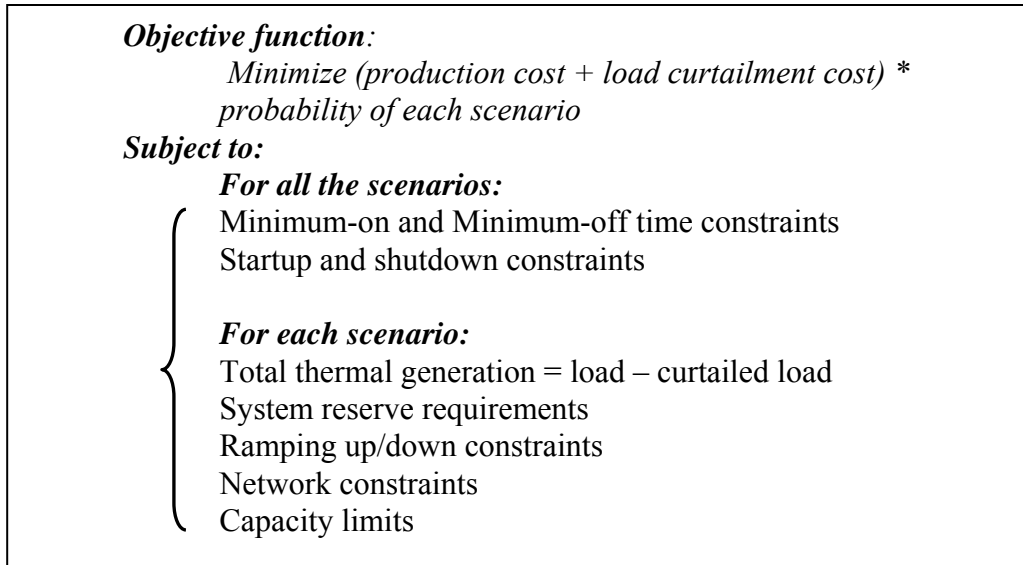 Objective function:
Minimize (production cost + load curtailment cost) *
probability of each scenario
Subject to:
For all the scenarios:
Minimum-on and Minimum-off time constraints
Startup and shutdown constraints
For each scenario:
Total thermal generation = load – curtailed load
System reserve requirements
Ramping up/down constraints
Network constraints
Capacity limits